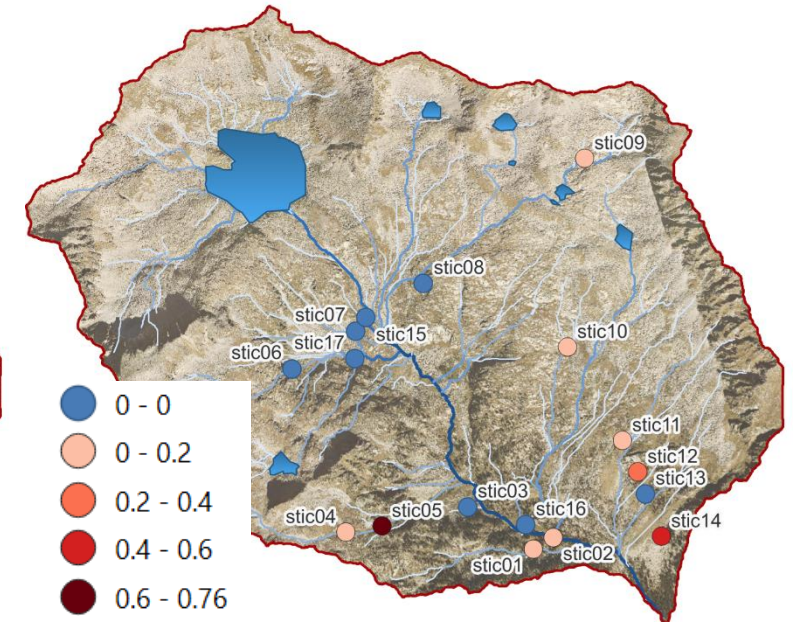 stic09
stic08
stic07
stic15
stic17
stic06
stic10
stic11
stic12
stic13
stic03
stic16
stic05
stic04
stic14
stic02
stic01
0 - 0
0 - 0.2
0.2 - 0.4
0.4 - 0.6
0.6 - 0.76